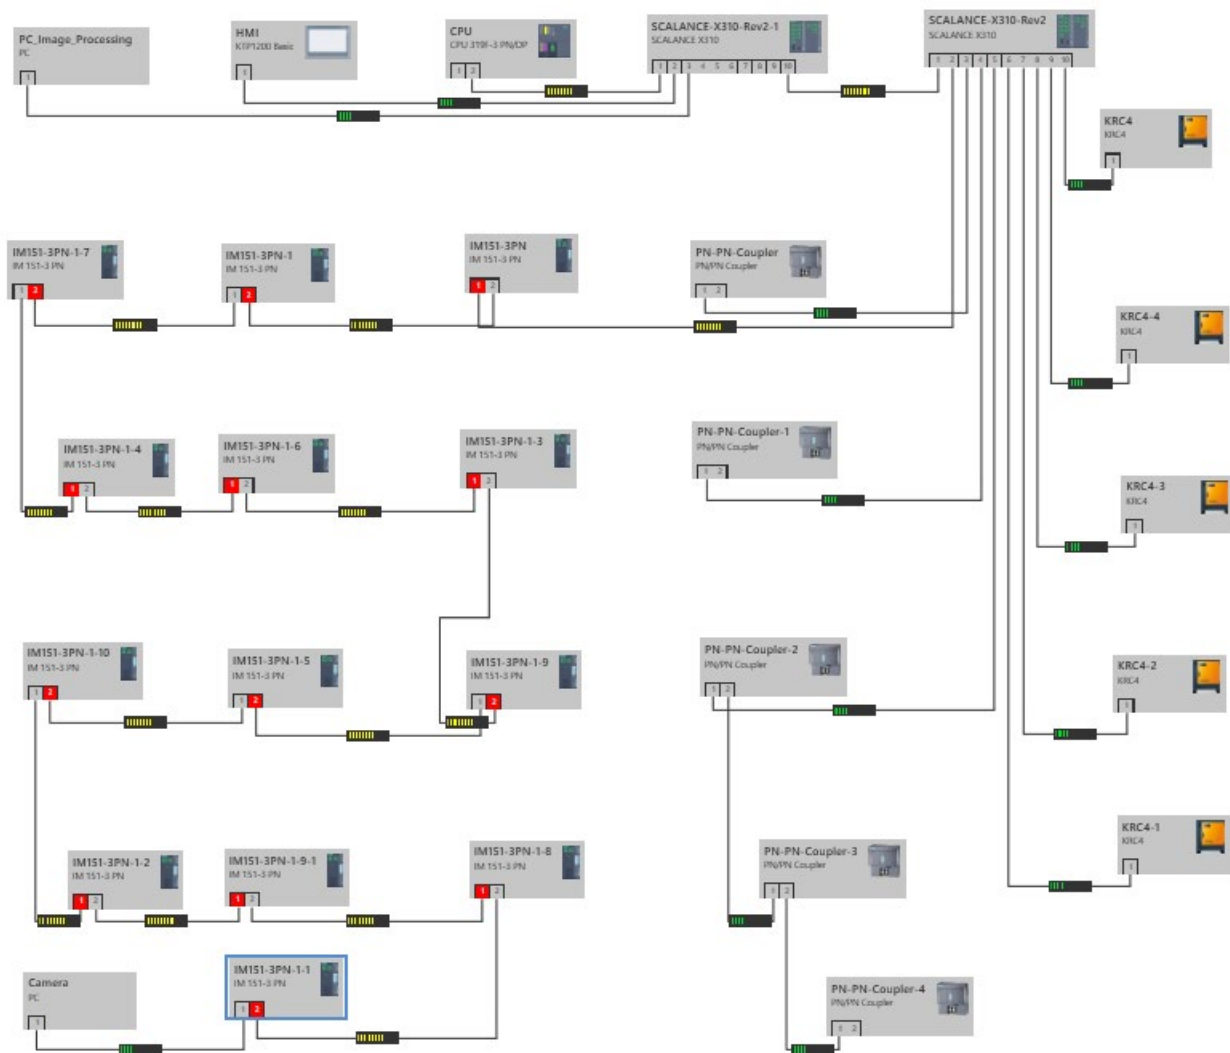 PC_Image_Processing
PC
1
HMI
KTP1200 Basic
1
CPU
CPU 319F-3 PN/DP
1 2
SCALANCE-X310-Rev2-1
SCALANCE X310
1 2 3 4 5 6 7 8 9 10
SCALANCE-X310-Rev2
SCALANCE X310
1 2 3 4 5 6 7 8 9 10
KRC4
KRC4
1
IM151-3PN-1-7
IM 151-3 PN
1 2
IM151-3PN-1
IM 151-3 PN
1 2
IM151-3PN
IM 151-3 PN
1 2
PN-PN-Coupler
PN/PN Coupler
1 2
KRC4-4
KRC4
1
IM151-3PN-1-4
IM 151-3 PN
1 2
IM151-3PN-1-6
IM 151-3 PN
1 2
IM151-3PN-1-3
IM 151-3 PN
1 2
PN-PN-Coupler-1
PN/PN Coupler
1 2
KRC4-3
KRC4
1
IM151-3PN-1-10
IM 151-3 PN
1 2
IM151-3PN-1-5
IM 151-3 PN
1 2
IM151-3PN-1-9
IM 151-3 PN
1 2
PN-PN-Coupler-2
PN/PN Coupler
1 2
KRC4-2
KRC4
1
IM151-3PN-1-2
IM 151-3 PN
1 2
IM151-3PN-1-9-1
IM 151-3 PN
1 2
IM151-3PN-1-8
IM 151-3 PN
1 2
PN-PN-Coupler-3
PN/PN Coupler
1 2
KRC4-1
KRC4
1
Camera
PC
1
IM151-3PN-1-1
IM 151-3 PN
1 2
PN-PN-Coupler-4
PN/PN Coupler
1 2